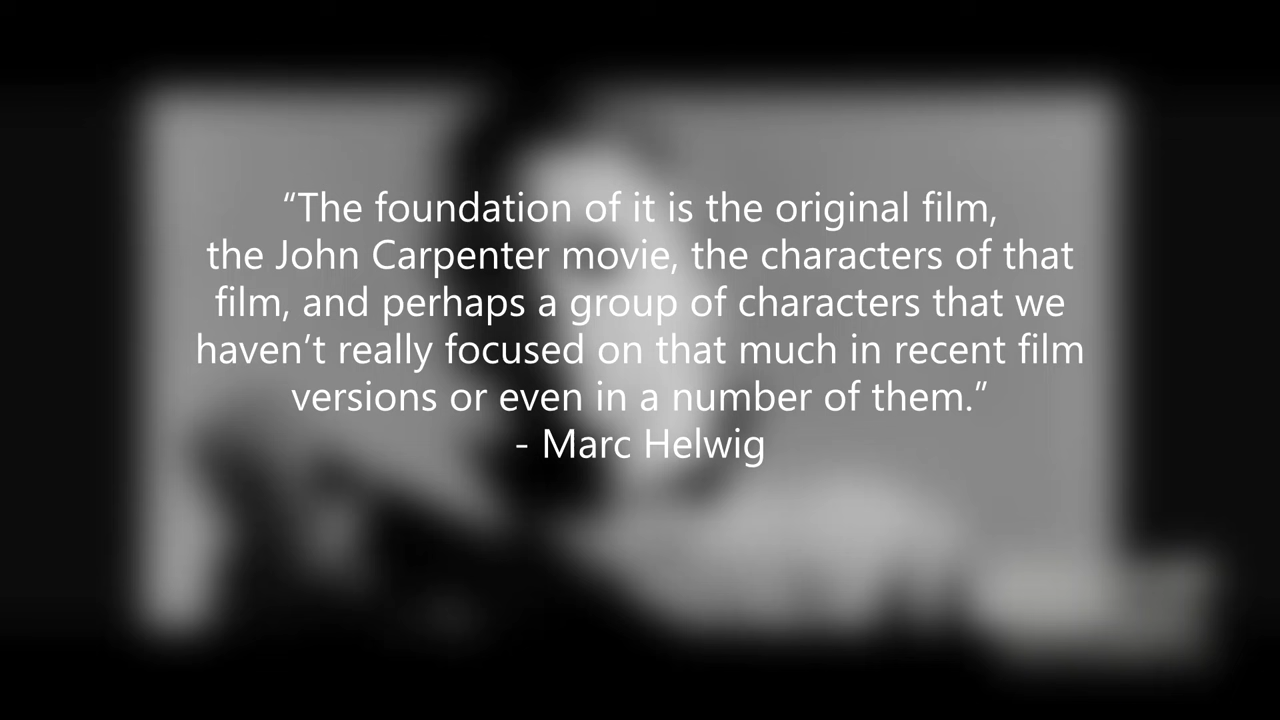 “The foundation of it is the original film,
the John Carpenter movie, the characters of that
film, and perhaps a group of characters that we
haven’t really focused on that much in recent film
versions or even in a number of them.”
- Marc Helwig